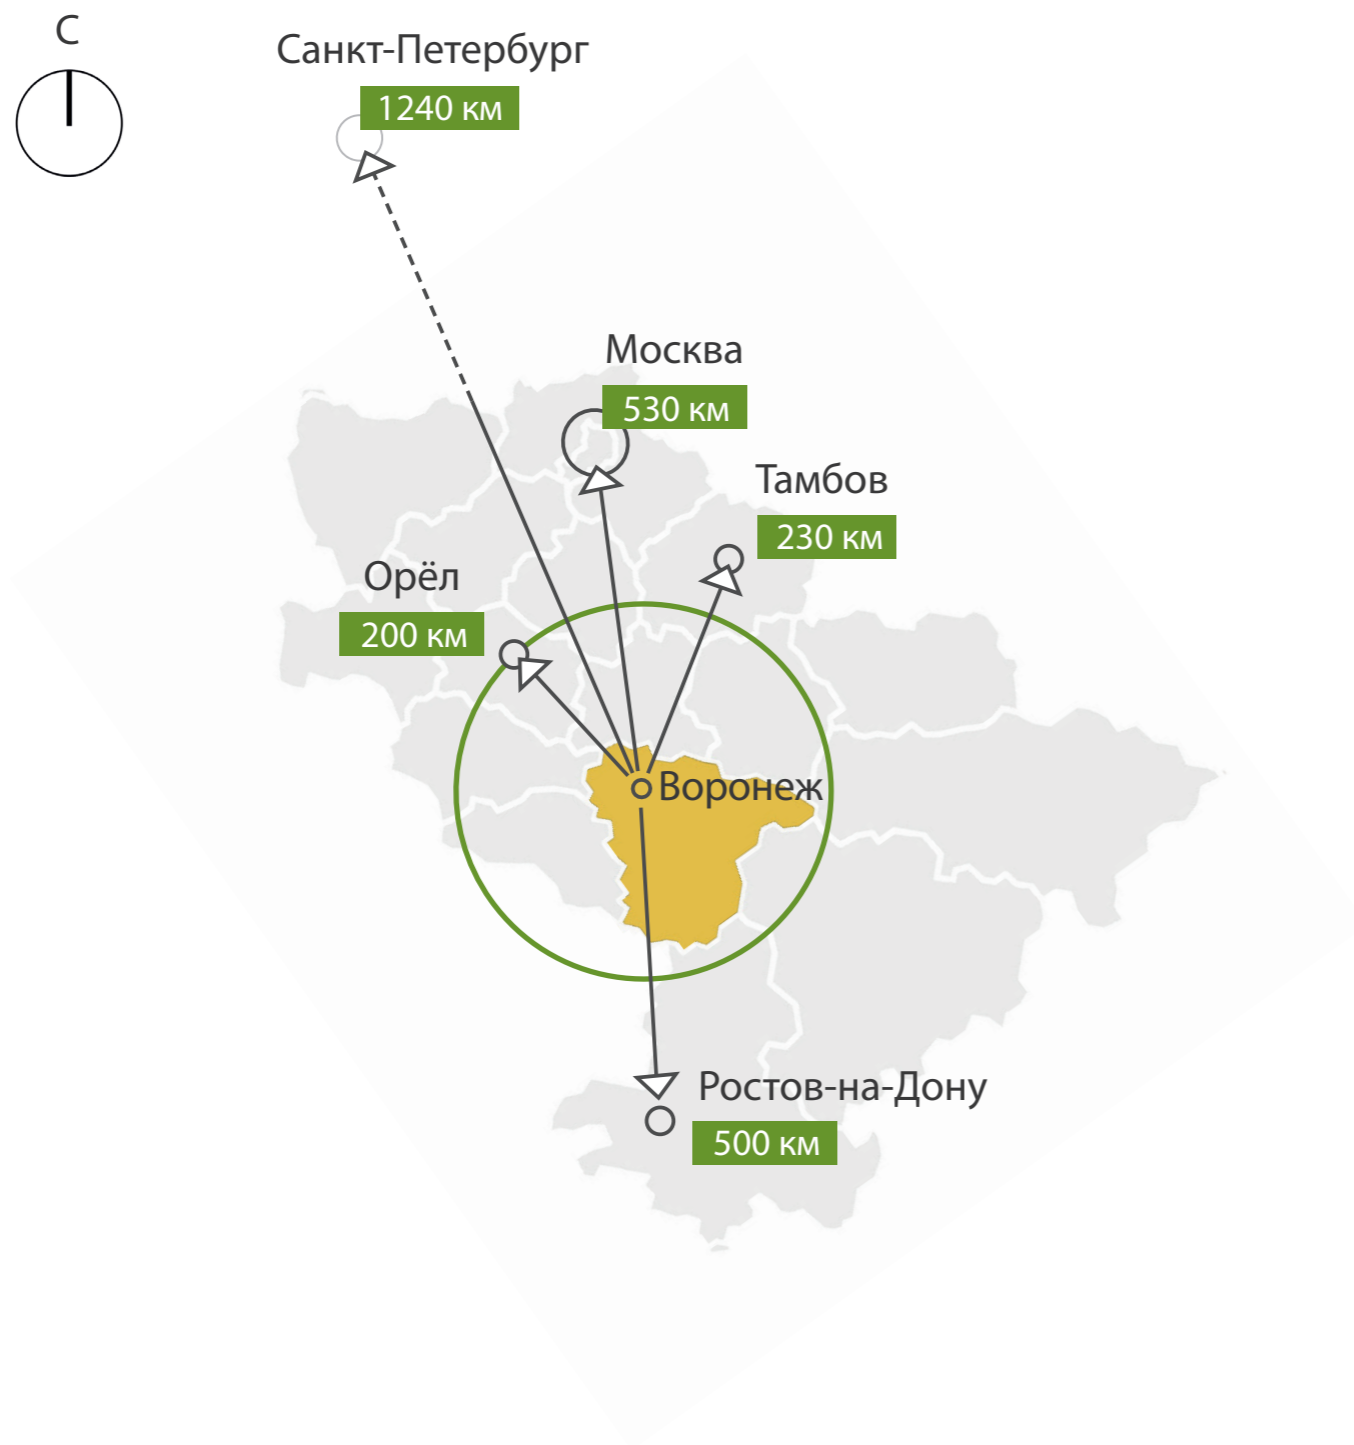 С
Санкт-Петербург
1240 км
Москва
530 км
Тамбов
230 км
Орёл
200 км
Воронеж
Ростов-на-Дону
500 км